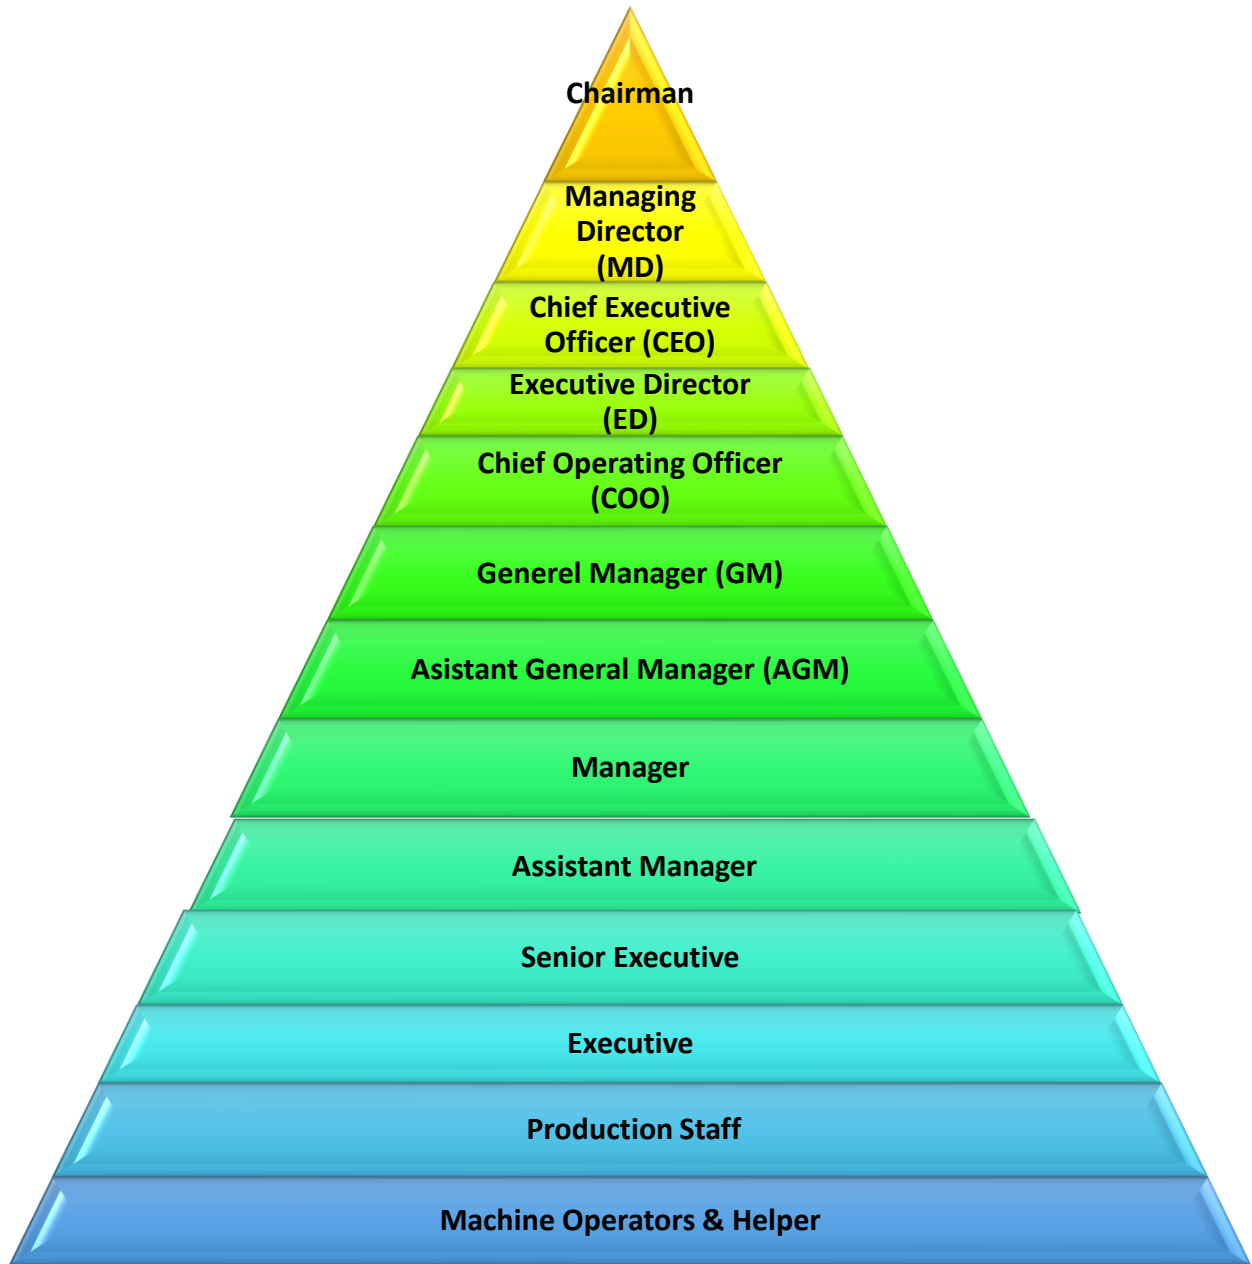 Chairman
Managing
Director
(MD)
Chief Executive
Officer (CEO)
Executive Director
(ED)
Chief Operating Officer
(COO)
Generel Manager (GM)
Asistant General Manager (AGM)
Manager
Assistant Manager
Senior Executive
Executive
Production Staff
Machine Operators & Helper